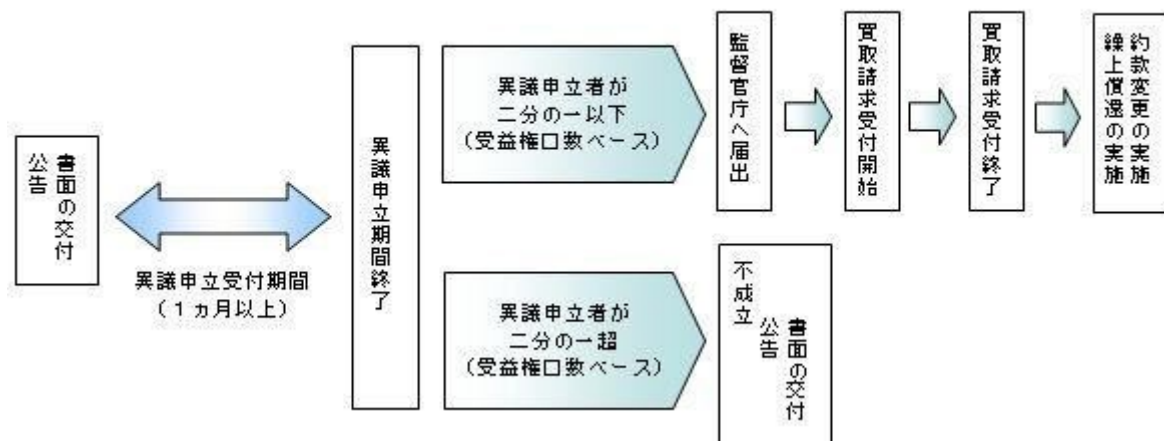 書面の交付
公告
異議申立受付期間
(1ヵ月以上)
異議申立期間終了
異議申立者が
二分の一以下
(受益権口数ベース)
監督官庁へ届出
買取請求受付開始
買取請求受付終了
約款変更の実施
繰上償還の実施
異議申立者が
二分の一超
(受益権口数ベース)
不成立
書面の交付
公告